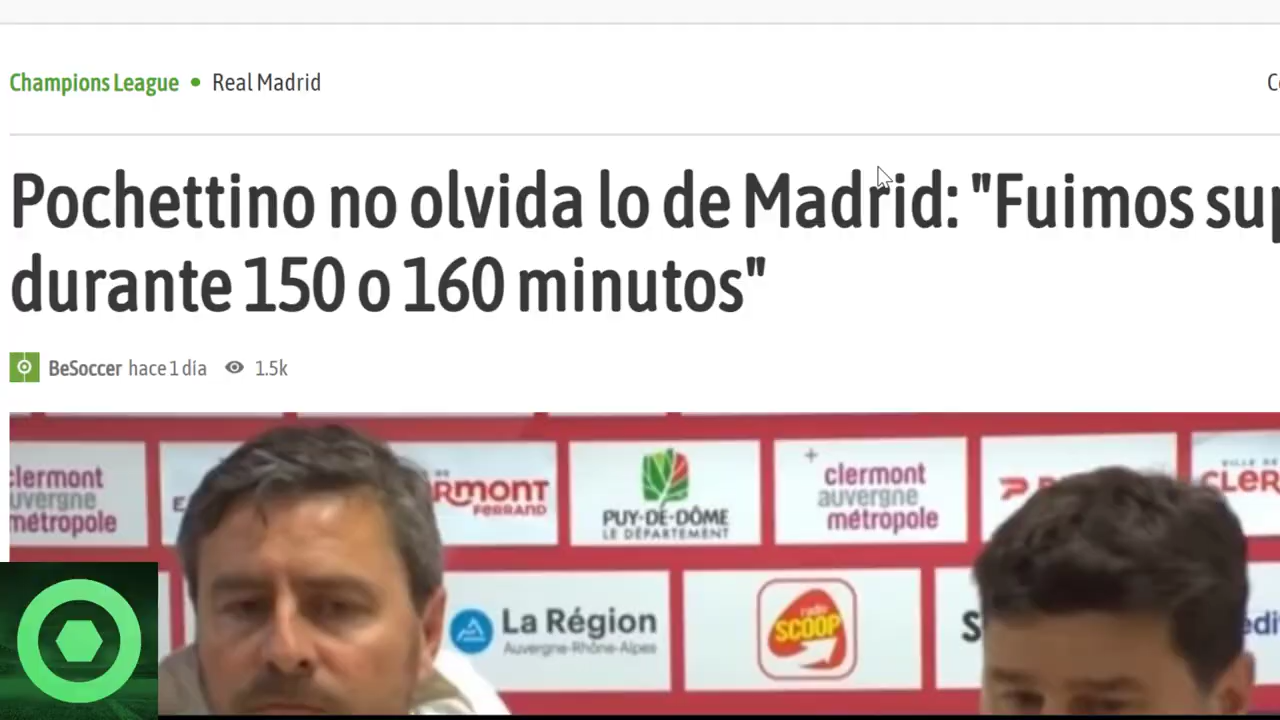 Champions League • Real Madrid
Pochettino no olvida lo de Madrid: "Fuimos
durante 150 o 160 minutos"
BeSoccer hace 1 día 1.5k
clermont
auvergne
métropole
RMONT
FERRAND
PUY-DE-DÔME
LE DÉPARTEMENT
clermont
auvergne
métropole
CLER
La Région
Auvergne-Rhône-Alpes
radio
SCOOP